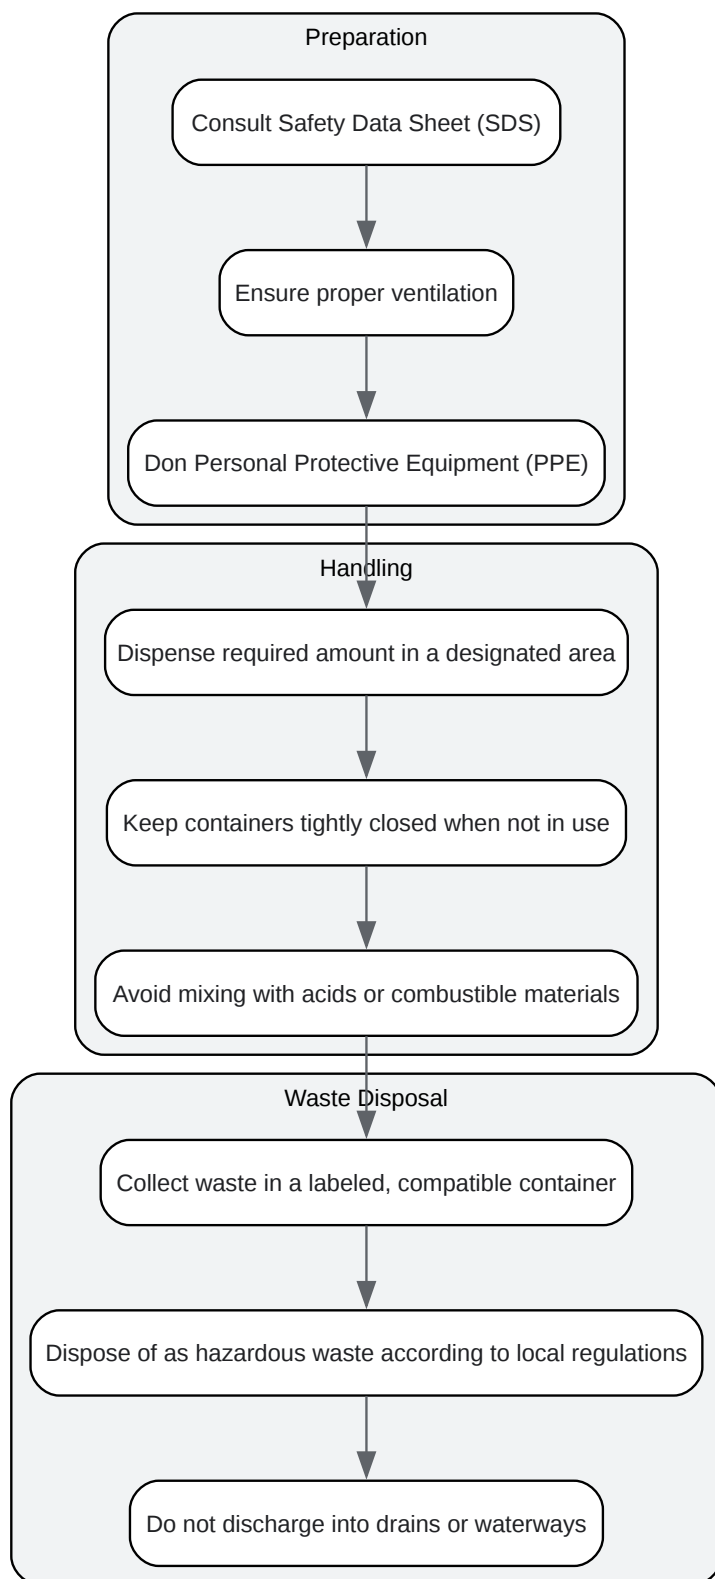 Preparation
Consult Safety Data Sheet (SDS)
Ensure proper ventilation
Don Personal Protective Equipment (PPE)
Handling
Dispense required amount in a designated area
Keep containers tightly closed when not in use
Avoid mixing with acids or combustible materials
Waste Disposal
Collect waste in a labeled, compatible container
Dispose of as hazardous waste according to local regulations
Do not discharge into drains or waterways